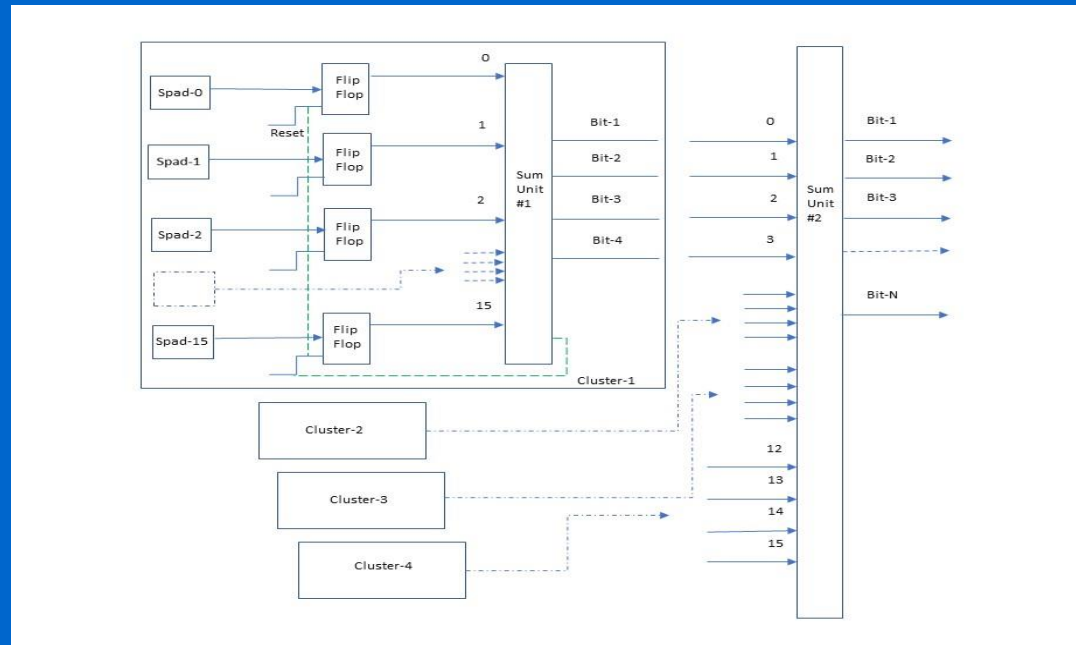 0
Flip
Flop
Spad-0
Reset
1
Flip
Flop
Spad-1
2
Flip
Flop
Spad-2
15
Flip
Flop
Spad-15
Sum
Unit
#1
Bit-1
Bit-2
Bit-3
Bit-4
Cluster-1
Cluster-2
Cluster-3
Cluster-4
0
1
2
3
12
13
14
15
Sum
Unit
#2
Bit-1
Bit-2
Bit-3
Bit-N